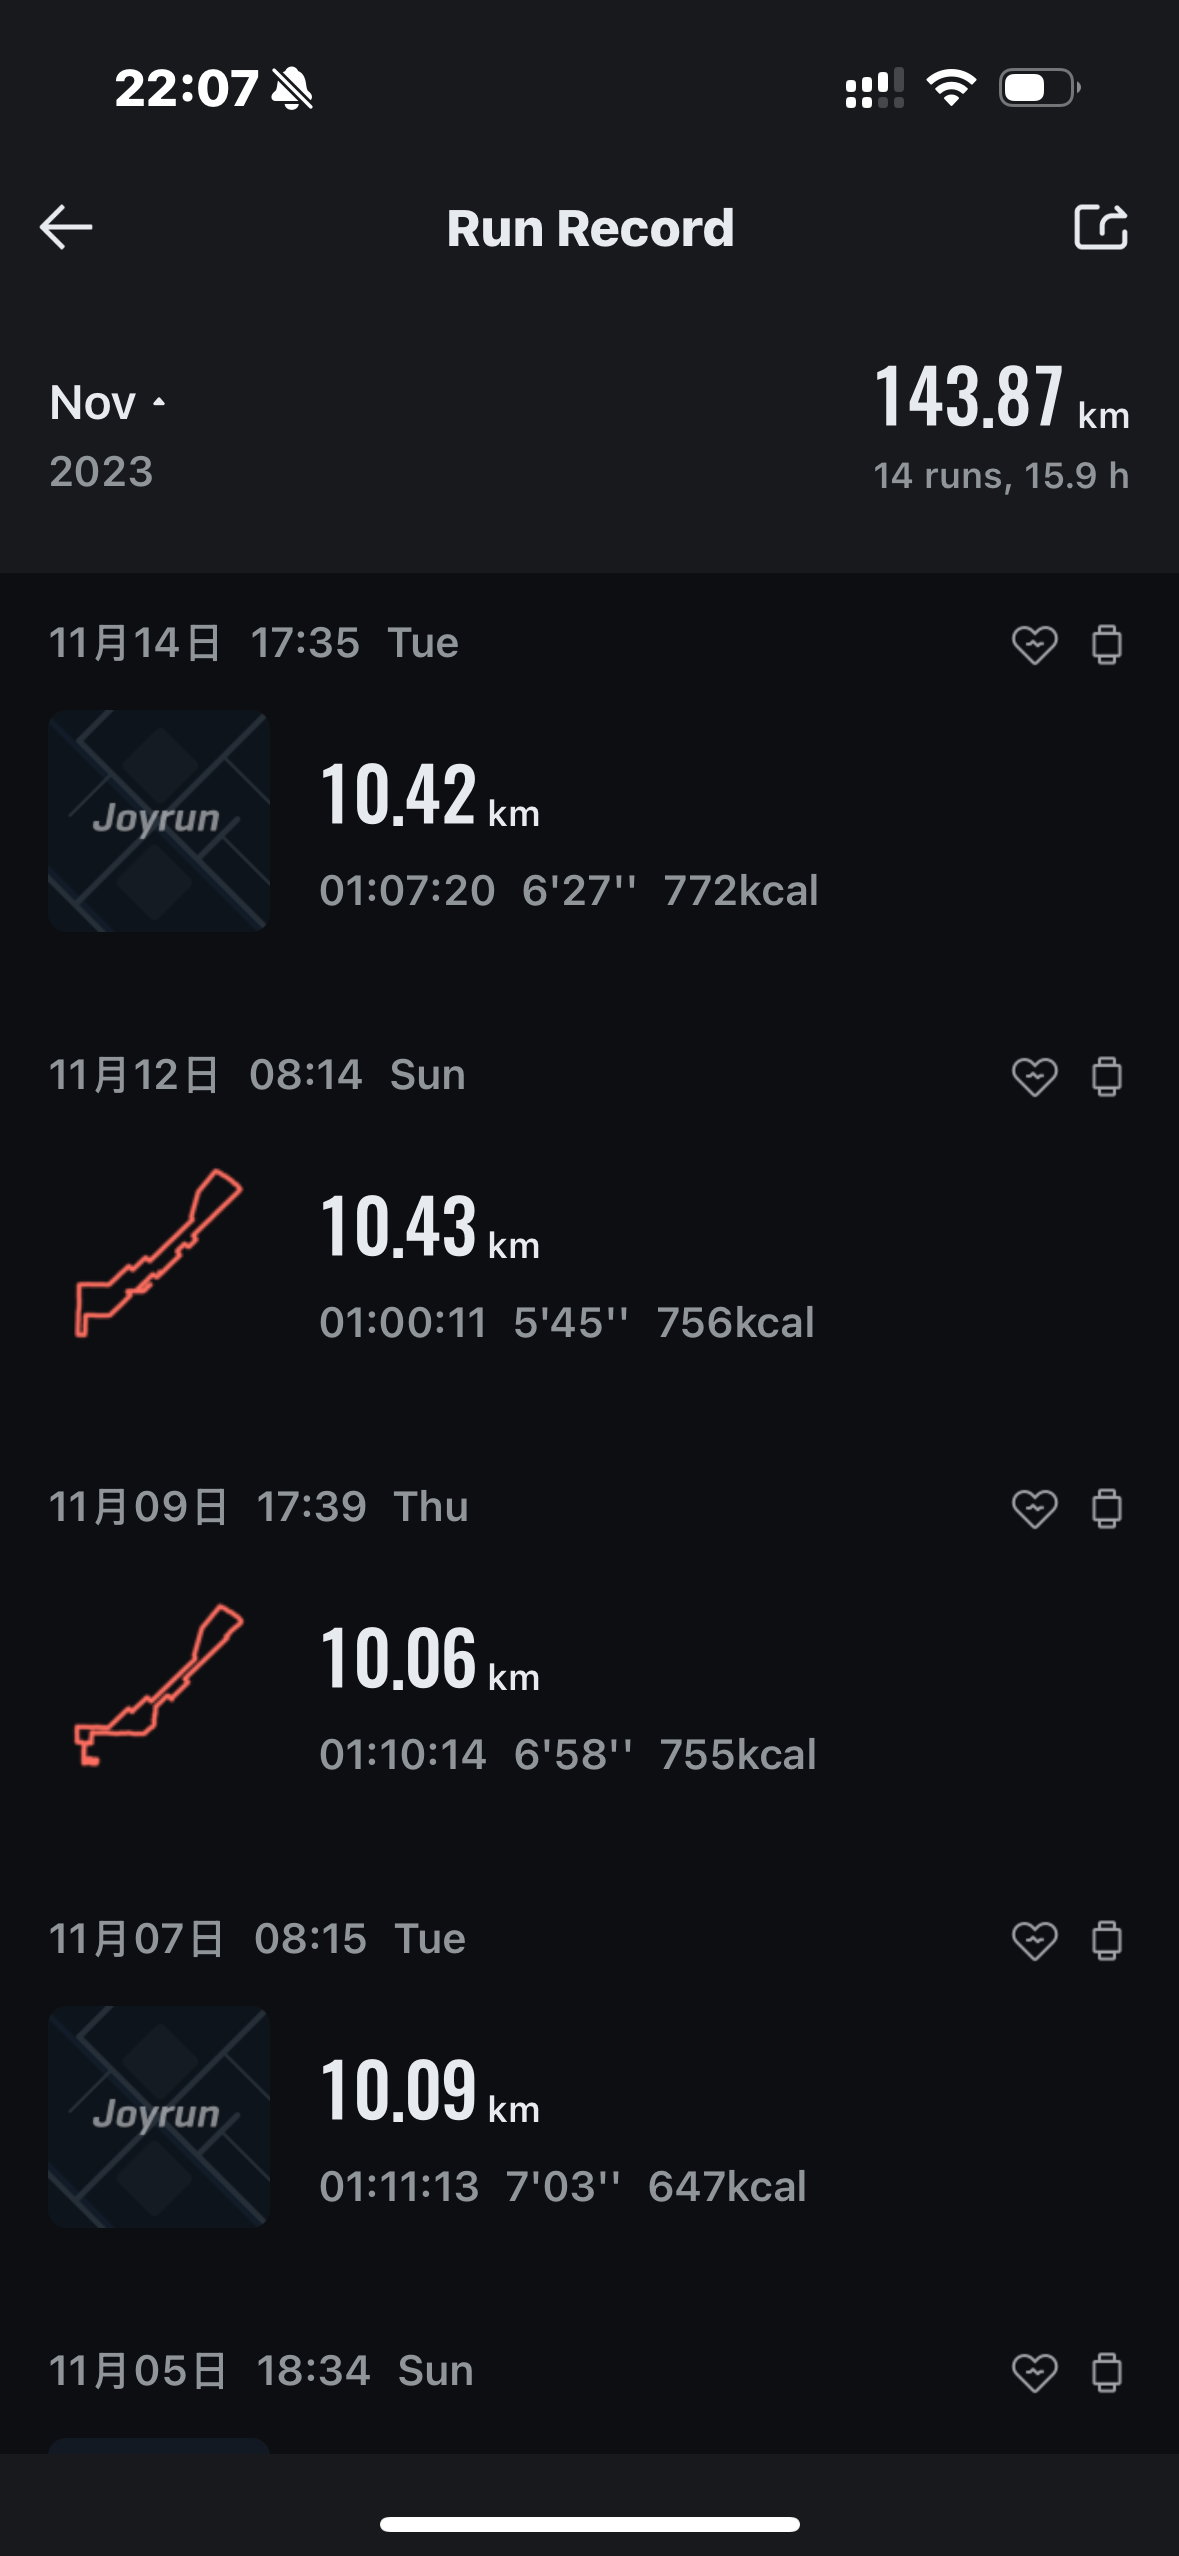 22:07
Run Record
Nov
2023
143.87 km
14 runs, 15.9 h
11月14日 17:35 Tue
Joyrun
10.42 km
01:07:20 6'27'' 772kcal
11月12日 08:14 Sun
10.43 km
01:00:11 5'45'' 756kcal
11月09日 17:39 Thu
10.06 km
01:10:14 6'58'' 755kcal
11月07日 08:15 Tue
Joyrun
10.09 km
01:11:13 7'03'' 647kcal
11月05日 18:34 Sun